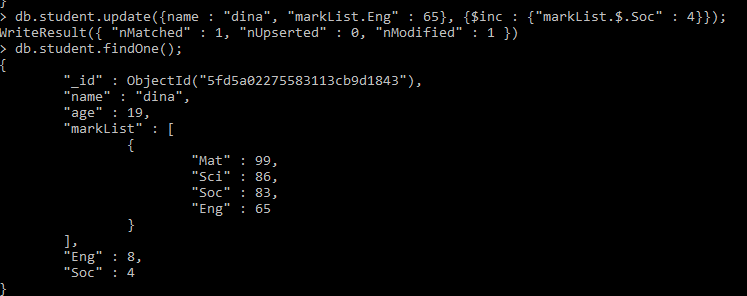 }
> db.student.update({name : "dina", "markList.Eng" : 65}, {$inc : {"markList.$.Soc" : 4}});
WriteResult({ "nMatched" : 1, "nUpserted" : 0, "nModified" : 1 })
> db.student.findOne();
{
        "_id" : ObjectId("5fd5a02275583113cb9d1843"),
        "name" : "dina",
        "age" : 19,
        "markList" : [
                {
                        "Mat" : 99,
                        "Sci" : 86,
                        "Soc" : 83,
                        "Eng" : 65
                }
        ],
        "Eng" : 8,
        "Soc" : 4
}